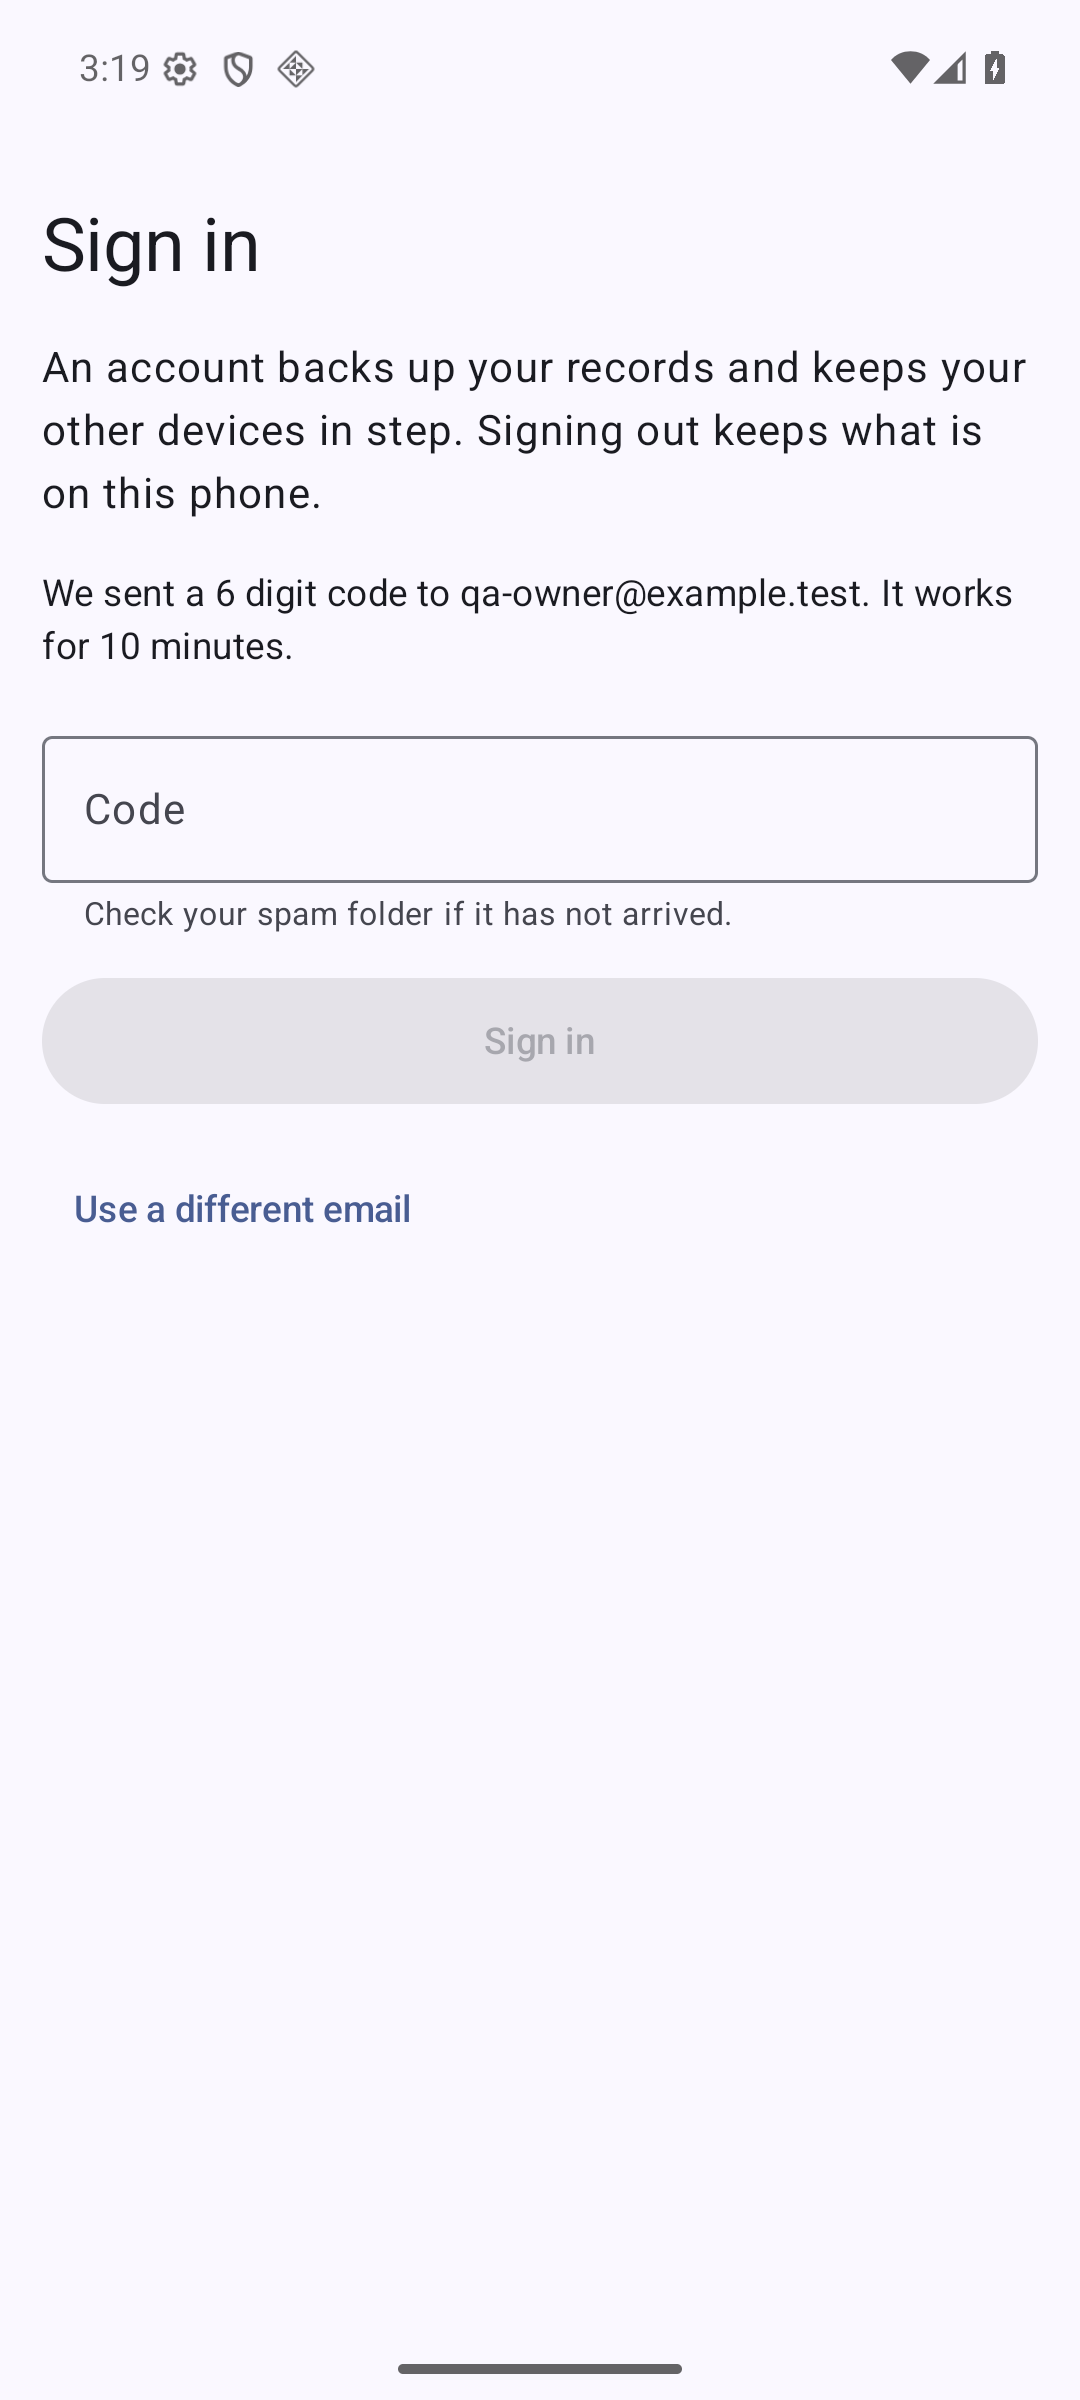 3:19
Sign in
An account backs up your records and keeps your
other devices in step. Signing out keeps what is
on this phone.
We sent a 6 digit code to qa-owner@example.test. It works
for 10 minutes.
Code
Check your spam folder if it has not arrived.
Sign in
Use a different email